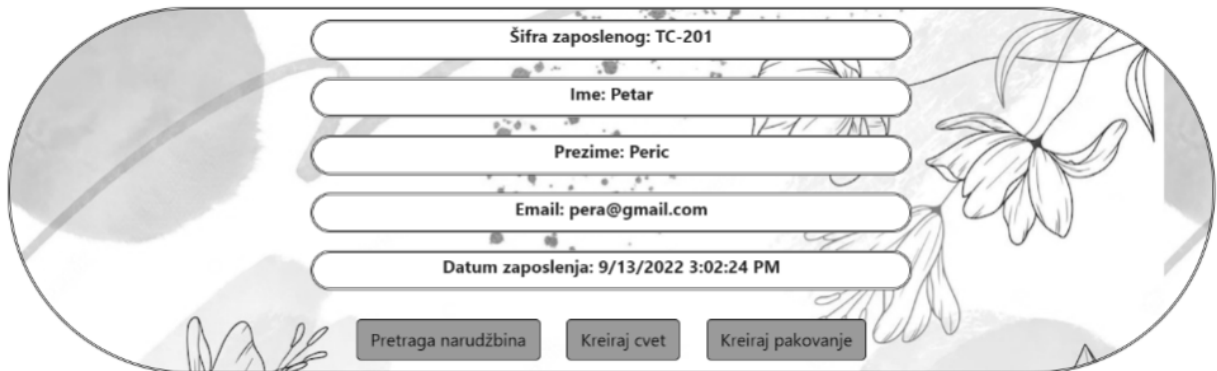 Šifra zaposlenog: TC-201
Ime: Petar
Prezime: Peric
Email: pera@gmail.com
Datum zaposlenja: 9/13/2022 3:02:24 PM
Pretraga narudžbina Kreiraj cvet Kreiraj pakovanje